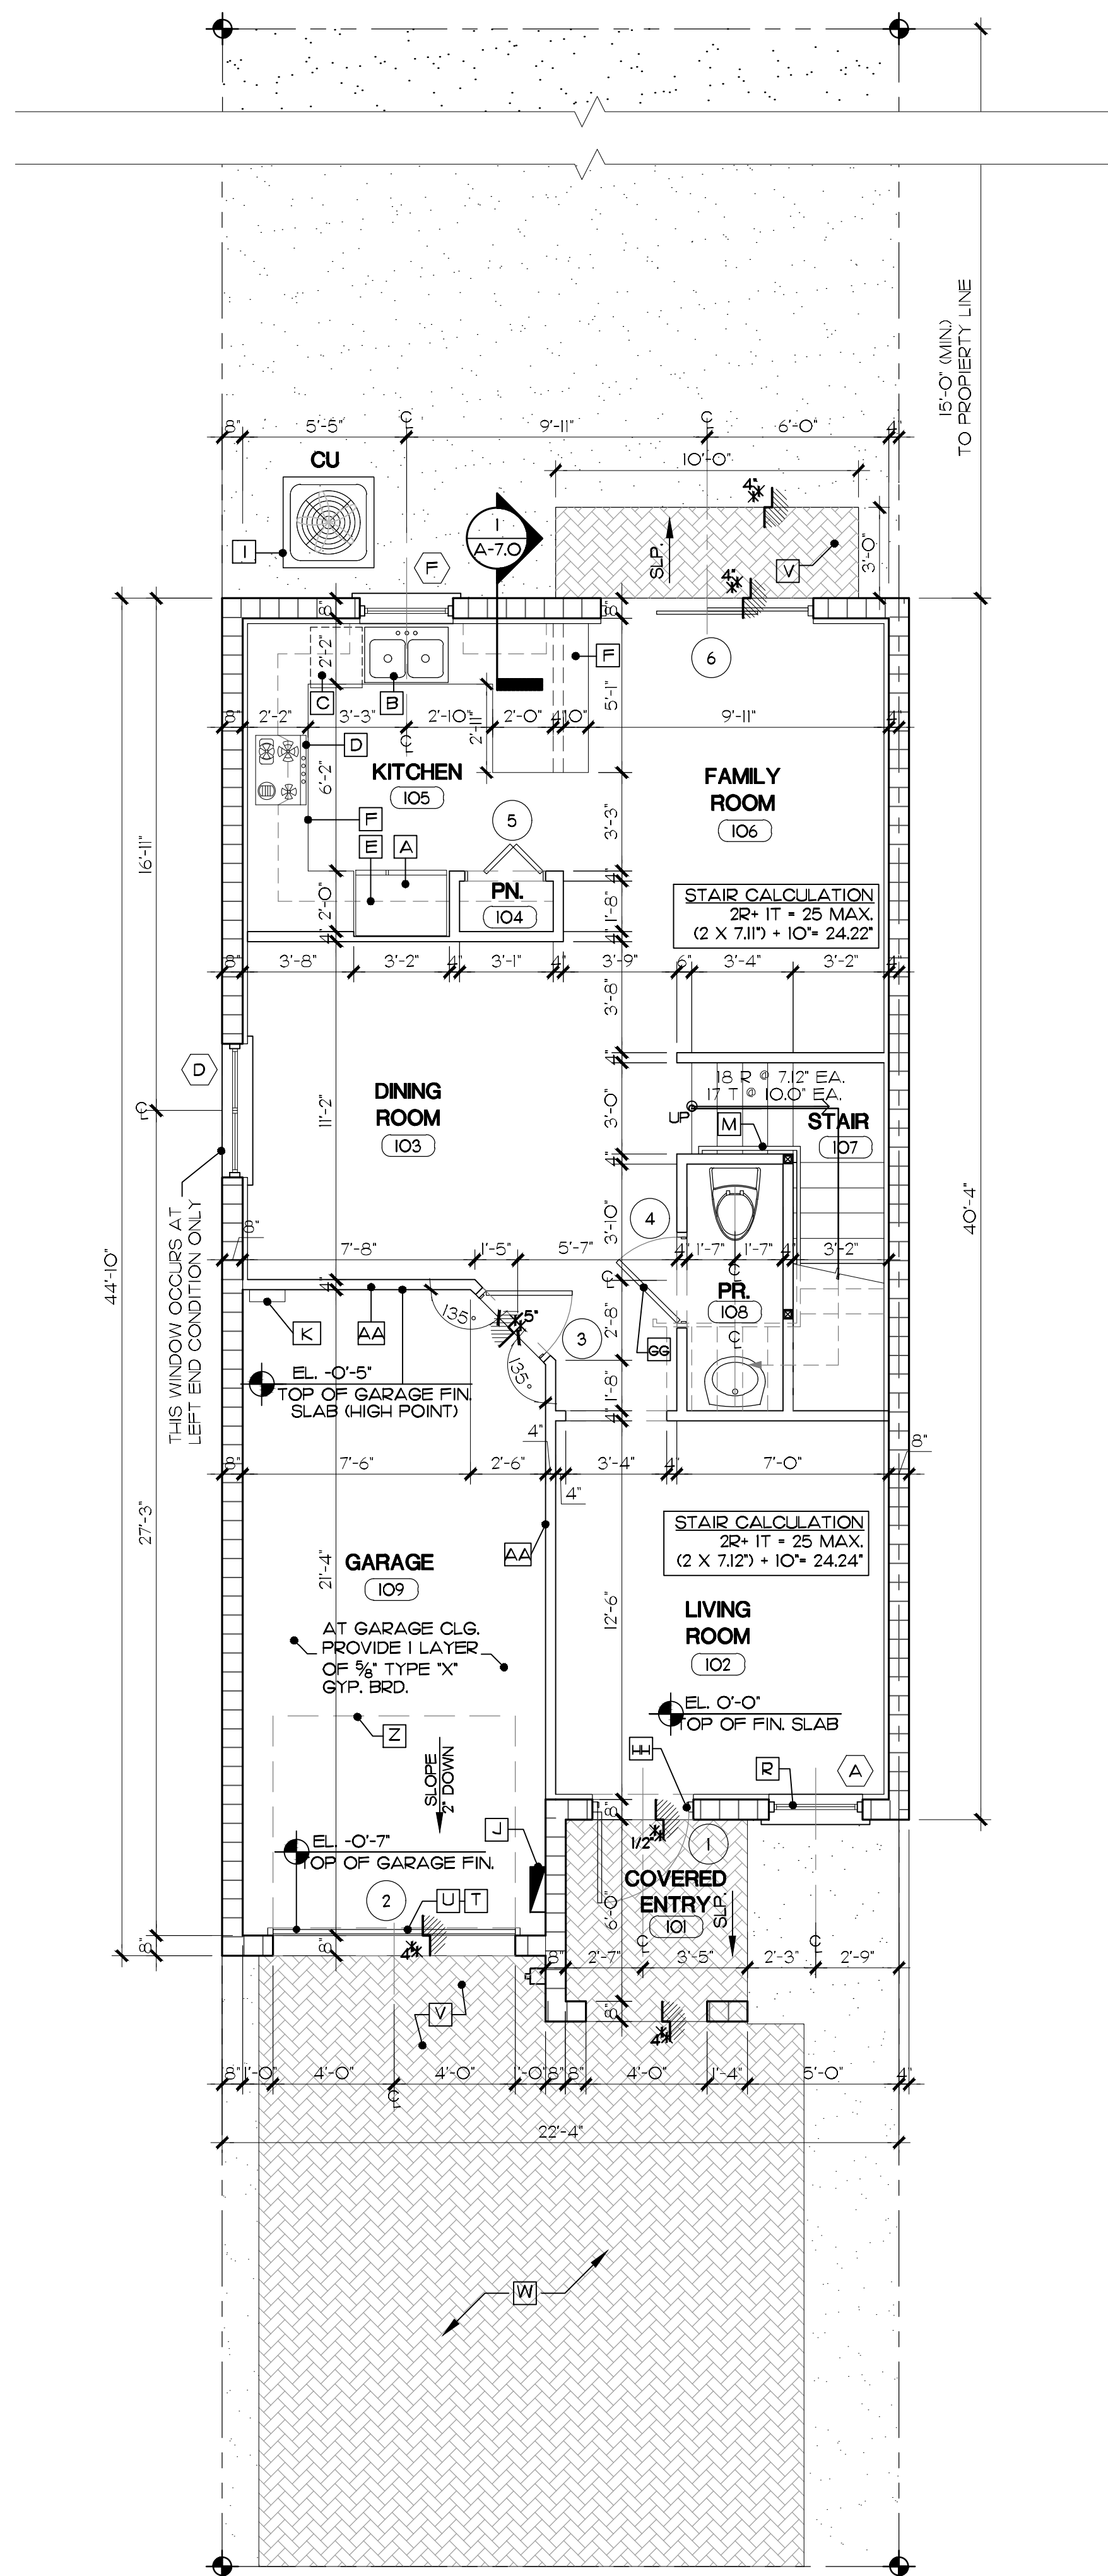 15'-0" (MIN.)
TO PROPIERTY LINE
8"
5'-5"
9'-11"
6'-0"
4"
CU
10'-0"
4"
I
1
A-7.0
SLP.
V
3'-0"
F
4"
8"
8"
6
F
2'-2"
C
B
5'-1"
8"
2'-2"
3'-3"
2'-10"
2'-11"
2'-0"
4"
10"
9'-11"
4"
D
KITCHEN
105
6'-2"
FAMILY
ROOM
106
F
E
A
5
3'-3"
16'-11"
PN.
104
4"
2'-0"
1'-8"
4"
4"
STAIR CALCULATION
2R+ 1T = 25 MAX.
(2 X 7.11") + 10"= 24.22"
8"
3'-8"
3'-2"
4"
3'-1"
4"
3'-9"
6"
3'-4"
3'-2"
4"
3'-8"
4"
D
18 R @ 7.12" EA.
17 T @ 10.0" EA.
UP
STAIR
107
M
DINING
ROOM
103
11'-2"
3'-0"
4"
THIS WINDOW OCCURS AT
LEFT END CONDITION ONLY
44'-10"
40'-4"
8"
4
3'-10"
7'-8"
1'-5"
5'-7"
4"
1'-7"
1'-7"
4"
3'-2"
4"
PR.
108
K
AA
135°
5"
3
2'-8"
GG
135°
EL. -0'-5"
TOP OF GARAGE FIN.
SLAB (HIGH POINT)
1'-8"
4"
4"
8"
8"
7'-6"
2'-6"
3'-4"
4"
7'-0"
4"
27'-3"
AA
STAIR CALCULATION
2R+ 1T = 25 MAX.
(2 X 7.12") + 10"= 24.24"
GARAGE
109
21'-4"
12'-6"
LIVING
ROOM
102
AT GARAGE CLG.
PROVIDE 1 LAYER
OF 5/8" TYPE "X"
GYP. BRD.
EL. 0'-0"
TOP OF FIN. SLAB
Z
HH
R
A
SLOPE
2" DOWN
8"
J
1/2"
1
EL. -0'-7"
TOP OF GARAGE FIN.
COVERED
ENTRY
101
6'-0"
SLP.
2
U
T
8"
8"
4"
8"
2'-7"
3'-5"
2'-3"
2'-9"
V
8"
4"
8"
1'-0"
4'-0"
4'-0"
1'-0"
8"
8"
4'-0"
1'-4"
5'-0"
4"
22'-4"
W